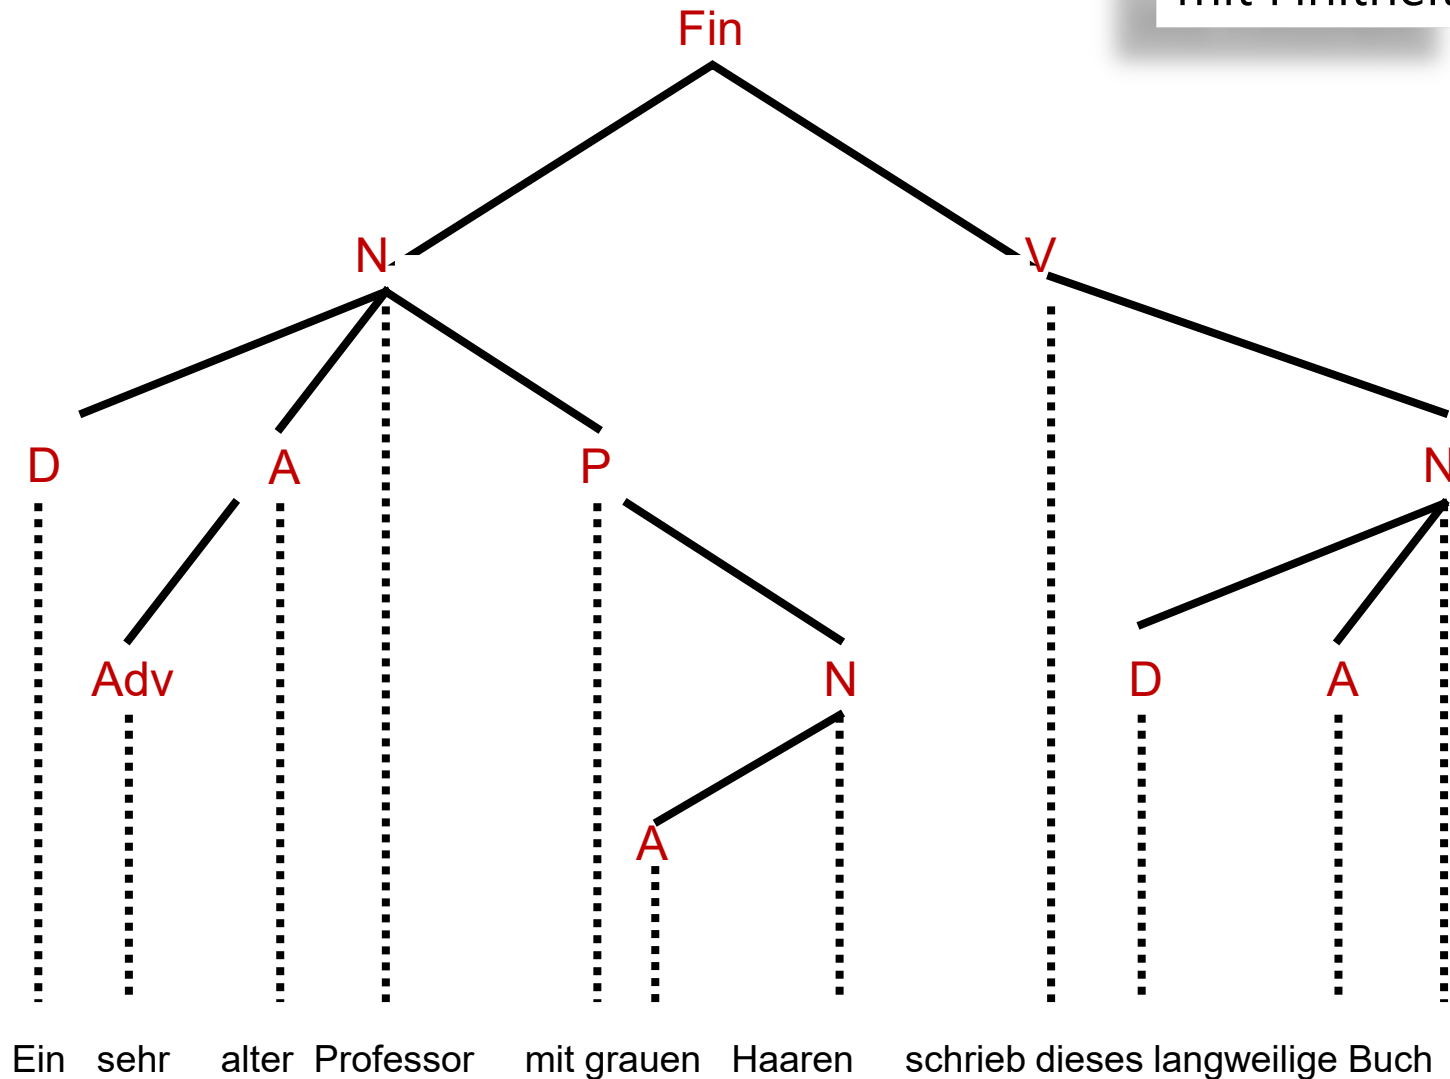 Fin
N V
D A P N
Adv N D A
A
Ein sehr alter Professor mit grauen Haaren schrieb dieses langweilige Buch